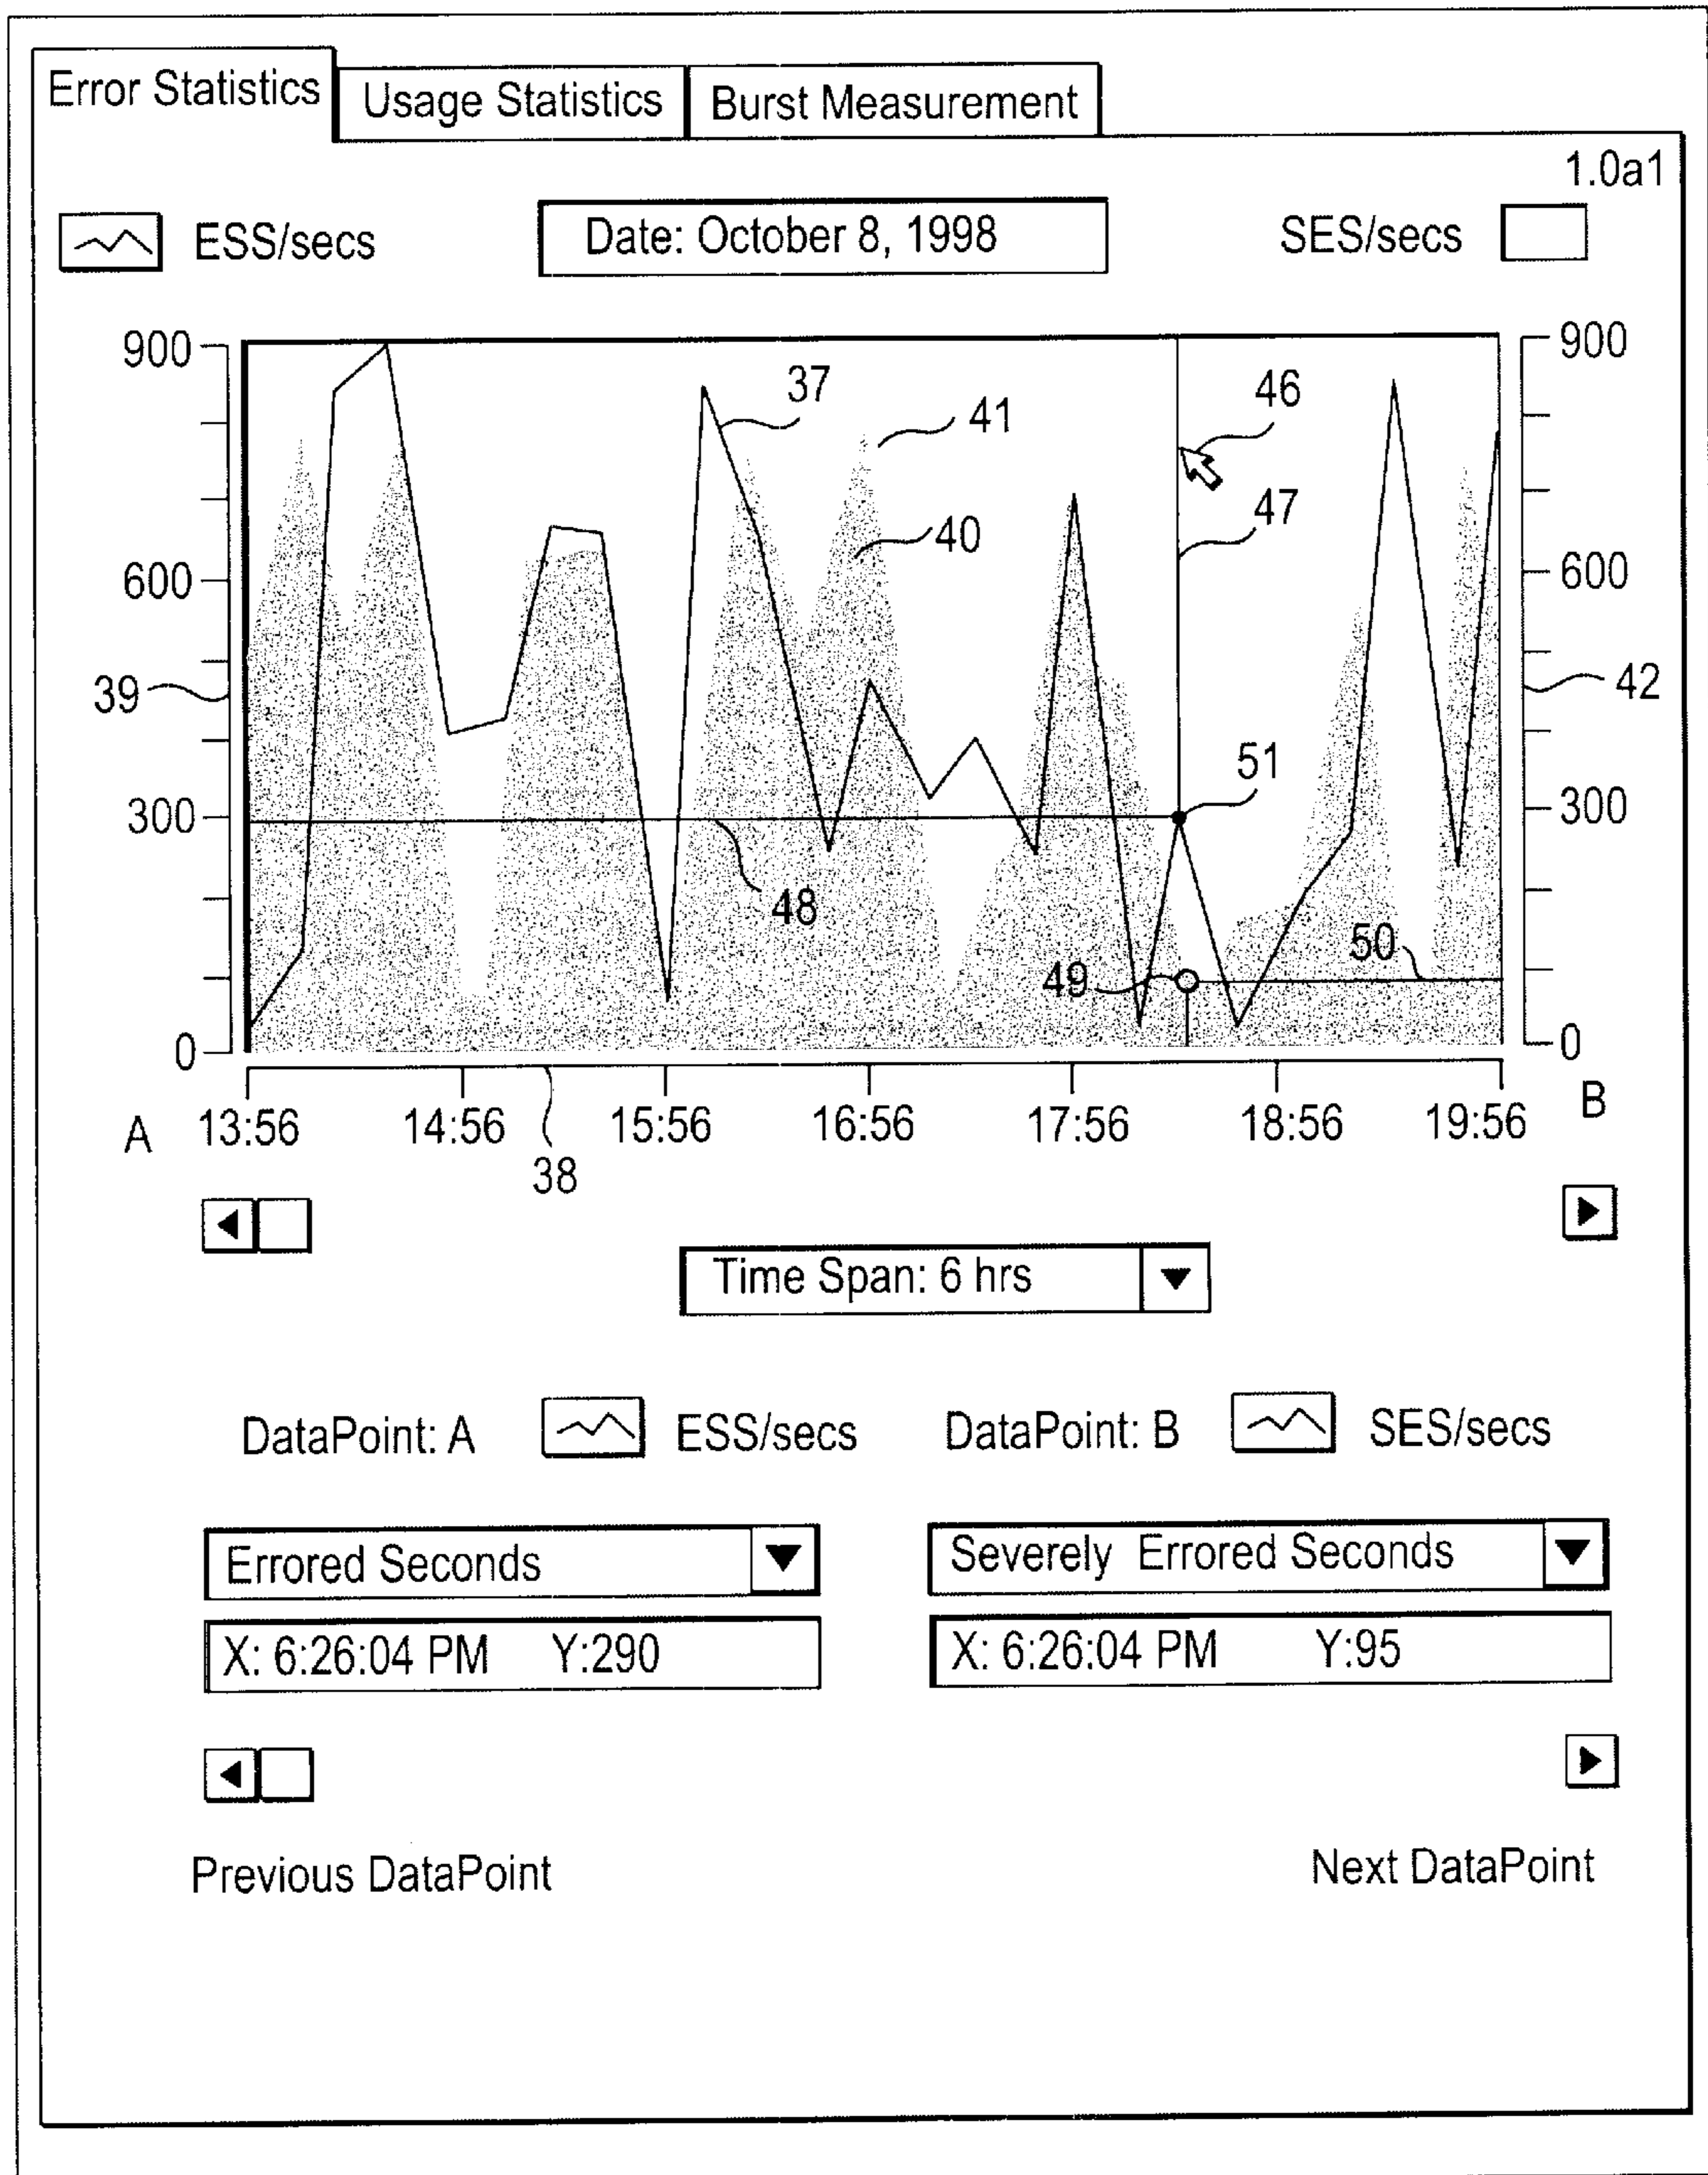 Error Statistics
Usage Statistics
Burst Measurement
1.0a1
ESS/secs
Date: October 8, 1998
SES/secs
900
900
37
41
46
40
47
600
600
39
42
51
300
300
48
50
49
0
0
A
13:56
14:56
15:56
16:56
17:56
18:56
19:56
B
38
Time Span: 6 hrs
DataPoint: A
ESS/secs
DataPoint: B
SES/secs
Errored Seconds
Severely Errored Seconds
X: 6:26:04 PM Y:290
X: 6:26:04 PM Y:95
Previous DataPoint
Next DataPoint